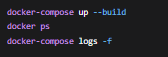 docker-compose up --build
docker ps
docker-compose logs -f